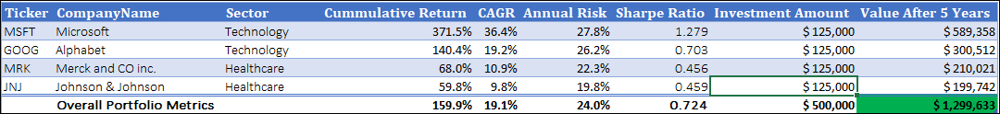 Ticker CompanyName Sector Cummulative Return CAGR Annual Risk Sharpe Ratio Investment Amount Value After 5 Years
MSFT Microsoft Technology 371.5% 36.4% 27.8% 1.279 $ 125,000 $ 589,358
GOOG Alphabet Technology 140.4% 19.2% 26.2% 0.703 $ 125,000 $ 300,512
MRK Merck and CO inc. Healthcare 68.0% 10.9% 22.3% 0.456 $ 125,000 $ 210,021
JNJ Johnson & Johnson Healthcare 59.8% 9.8% 19.8% 0.459 $ 125,000 $ 199,742
Overall Portfolio Metrics 159.9% 19.1% 24.0% 0.724 $ 500,000 $ 1,299,633